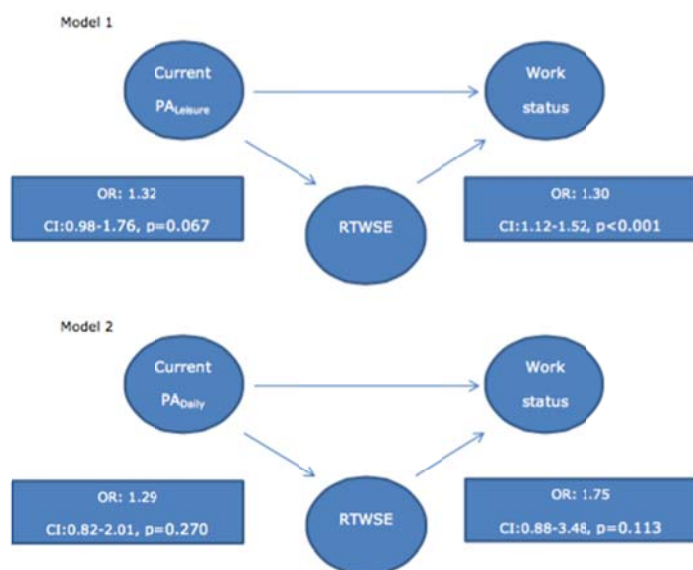 Model 1
Current
PALeisure
Work
status
OR: 1.32
CI:0.98-1.76, p=0.067
RTWSE
OR: 1.30
CI:1.12-1.52, p<0.001
Model 2
Current
PADaily
Work
status
OR: 1.29
CI:0.82-2.01, p=0.270
RTWSE
OR: 1.75
CI:0.88-3.48, p=0.113